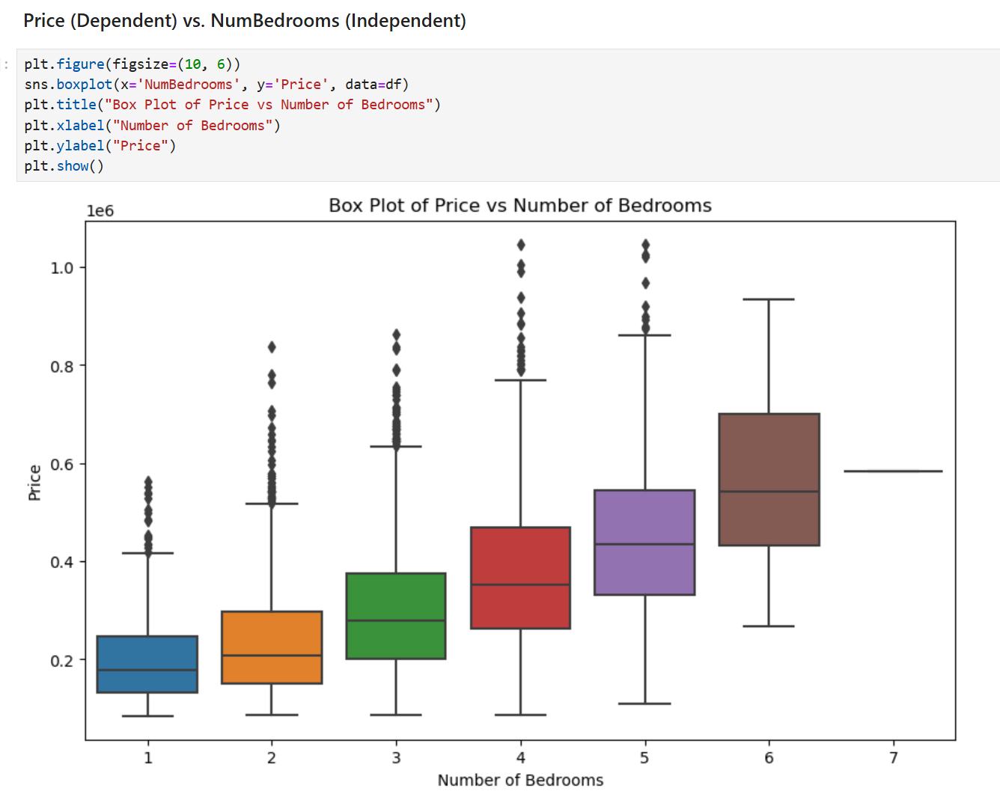 Price (Dependent) vs. NumBedrooms (Independent)
:
plt.figure(figsize=(10, 6))
sns.boxplot(x='NumBedrooms', y='Price', data=df)
plt.title("Box Plot of Price vs Number of Bedrooms")
plt.xlabel("Number of Bedrooms")
plt.ylabel("Price")
plt.show()
Box Plot of Price vs Number of Bedrooms
1e6
1.0
0.8
0.6
0.4
0.2
Price
1 2 3 4 5 6 7
Number of Bedrooms